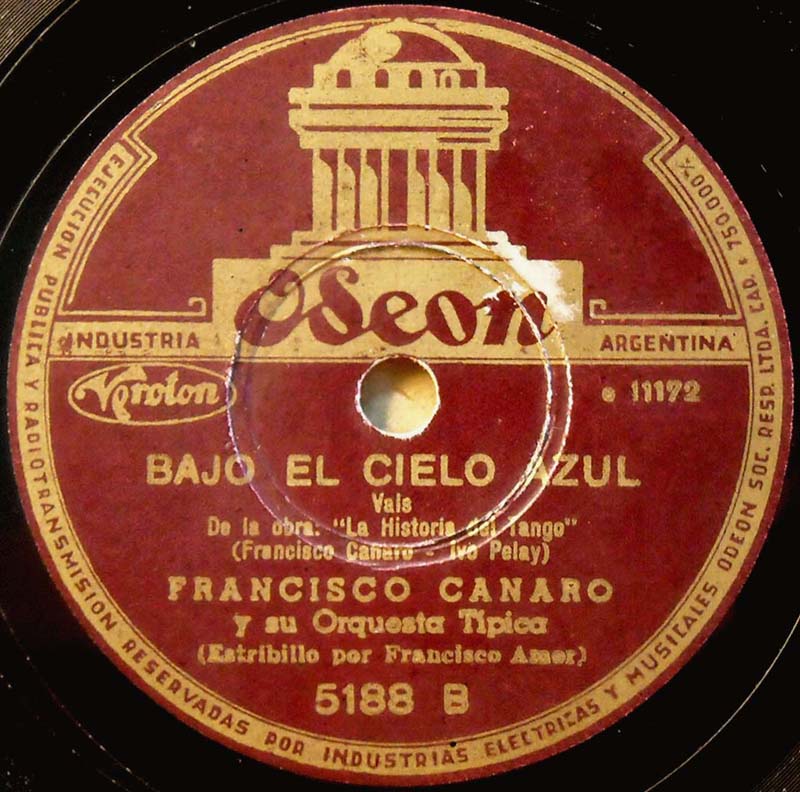 Odeon
INDUSTRIA ARGENTINA
Veroton
e 11172
BAJO EL CIELO AZUL
Vals
De la obra: "La Historia del Tango"
(Francisco Canaro - Ivo Pelay)
FRANCISCO CANARO
y su Orquesta Típica
(Estribillo por Francisco Amor)
5188 B
EJECUCION PUBLICA Y RADIOTRANSMISION RESERVADAS POR INDUSTRIAS ELECTRICAS Y MUSICALES ODEON SOC. RESP. LTDA. CAP. $ 750.000.%